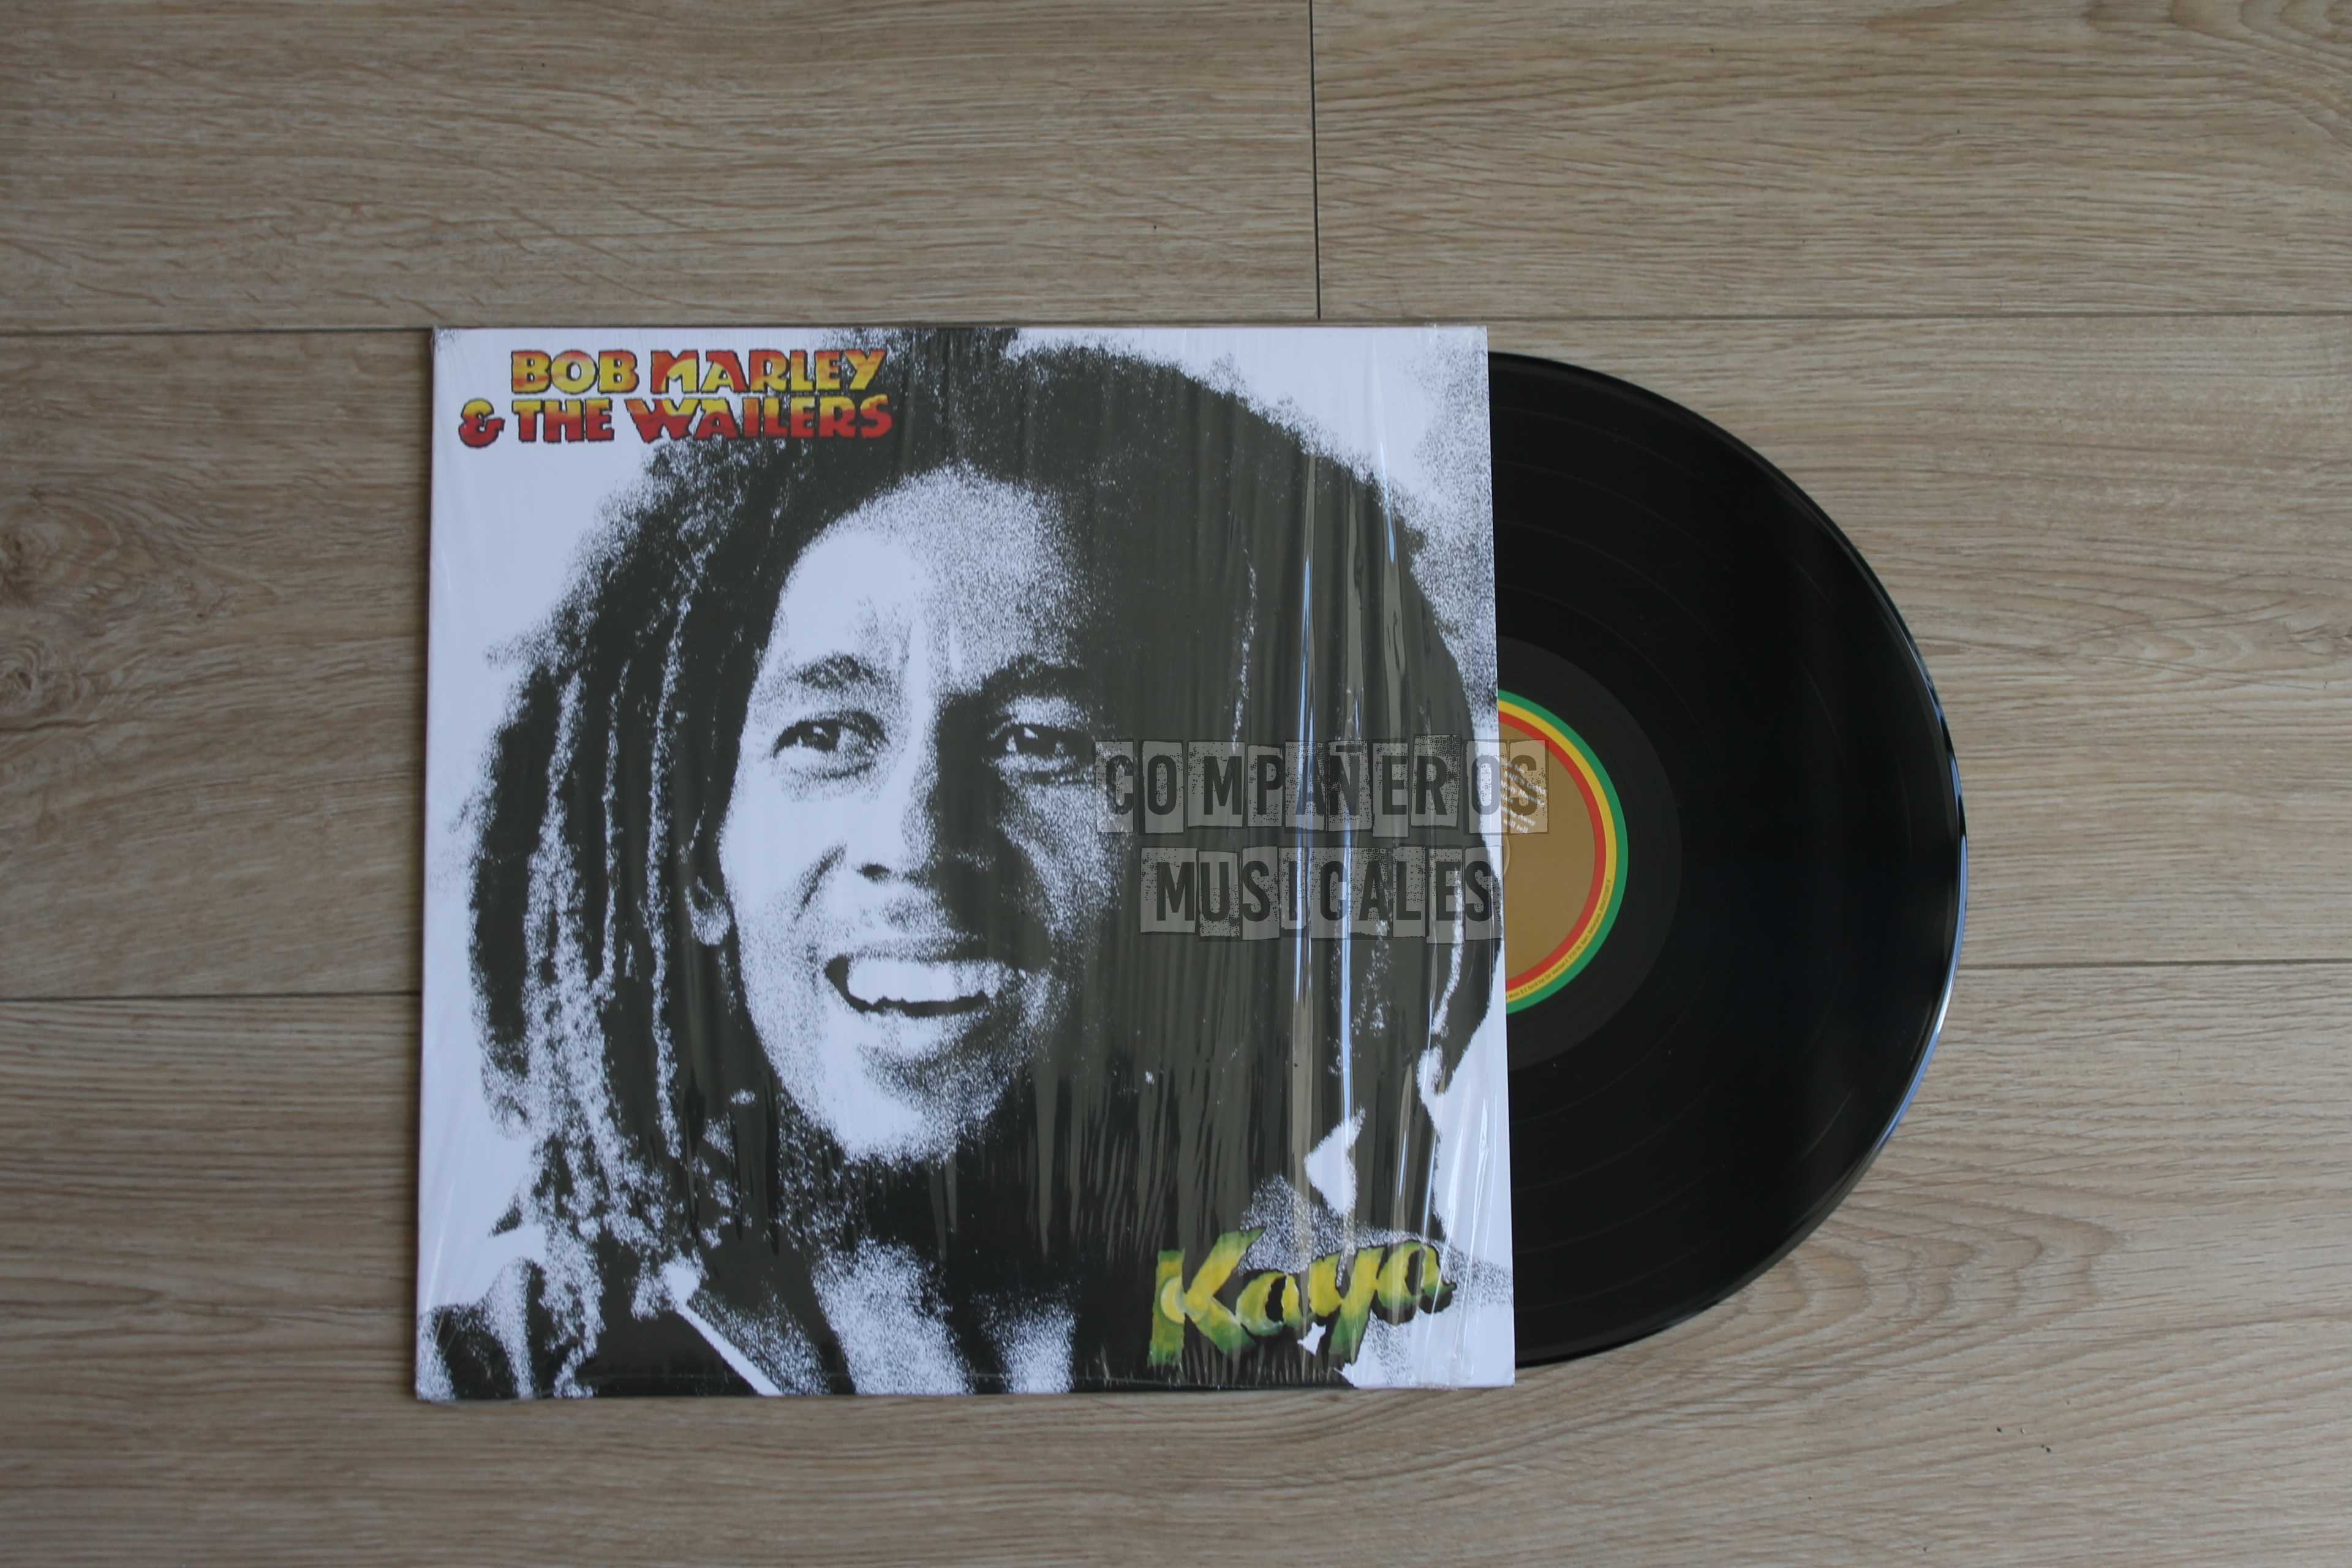 BOB MARLEY
& THE WAILERS
COMPAÑEROS
MUSICALES
Kaya